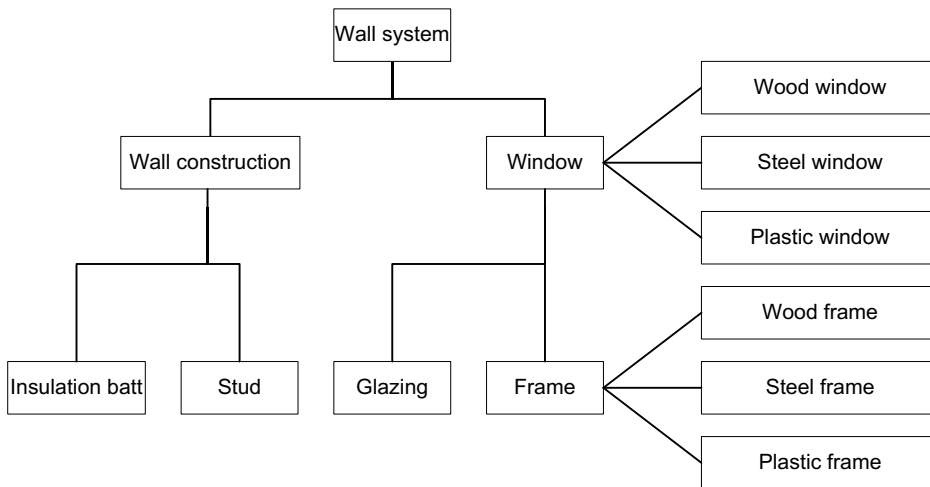 Wall system
Wood window
Wall construction
Window
Steel window
Plastic window
Wood frame
Insulation batt
Stud
Glazing
Frame
Steel frame
Plastic frame